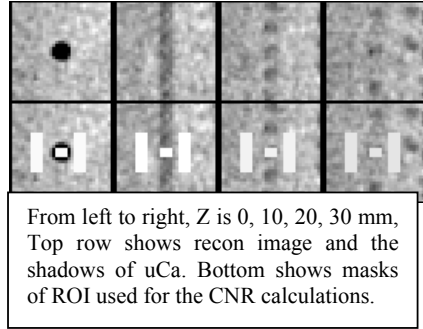 From left to right, Z is 0, 10, 20, 30 mm,
Top row shows recon image and the
shadows of uCa. Bottom shows masks
of ROI used for the CNR calculations.